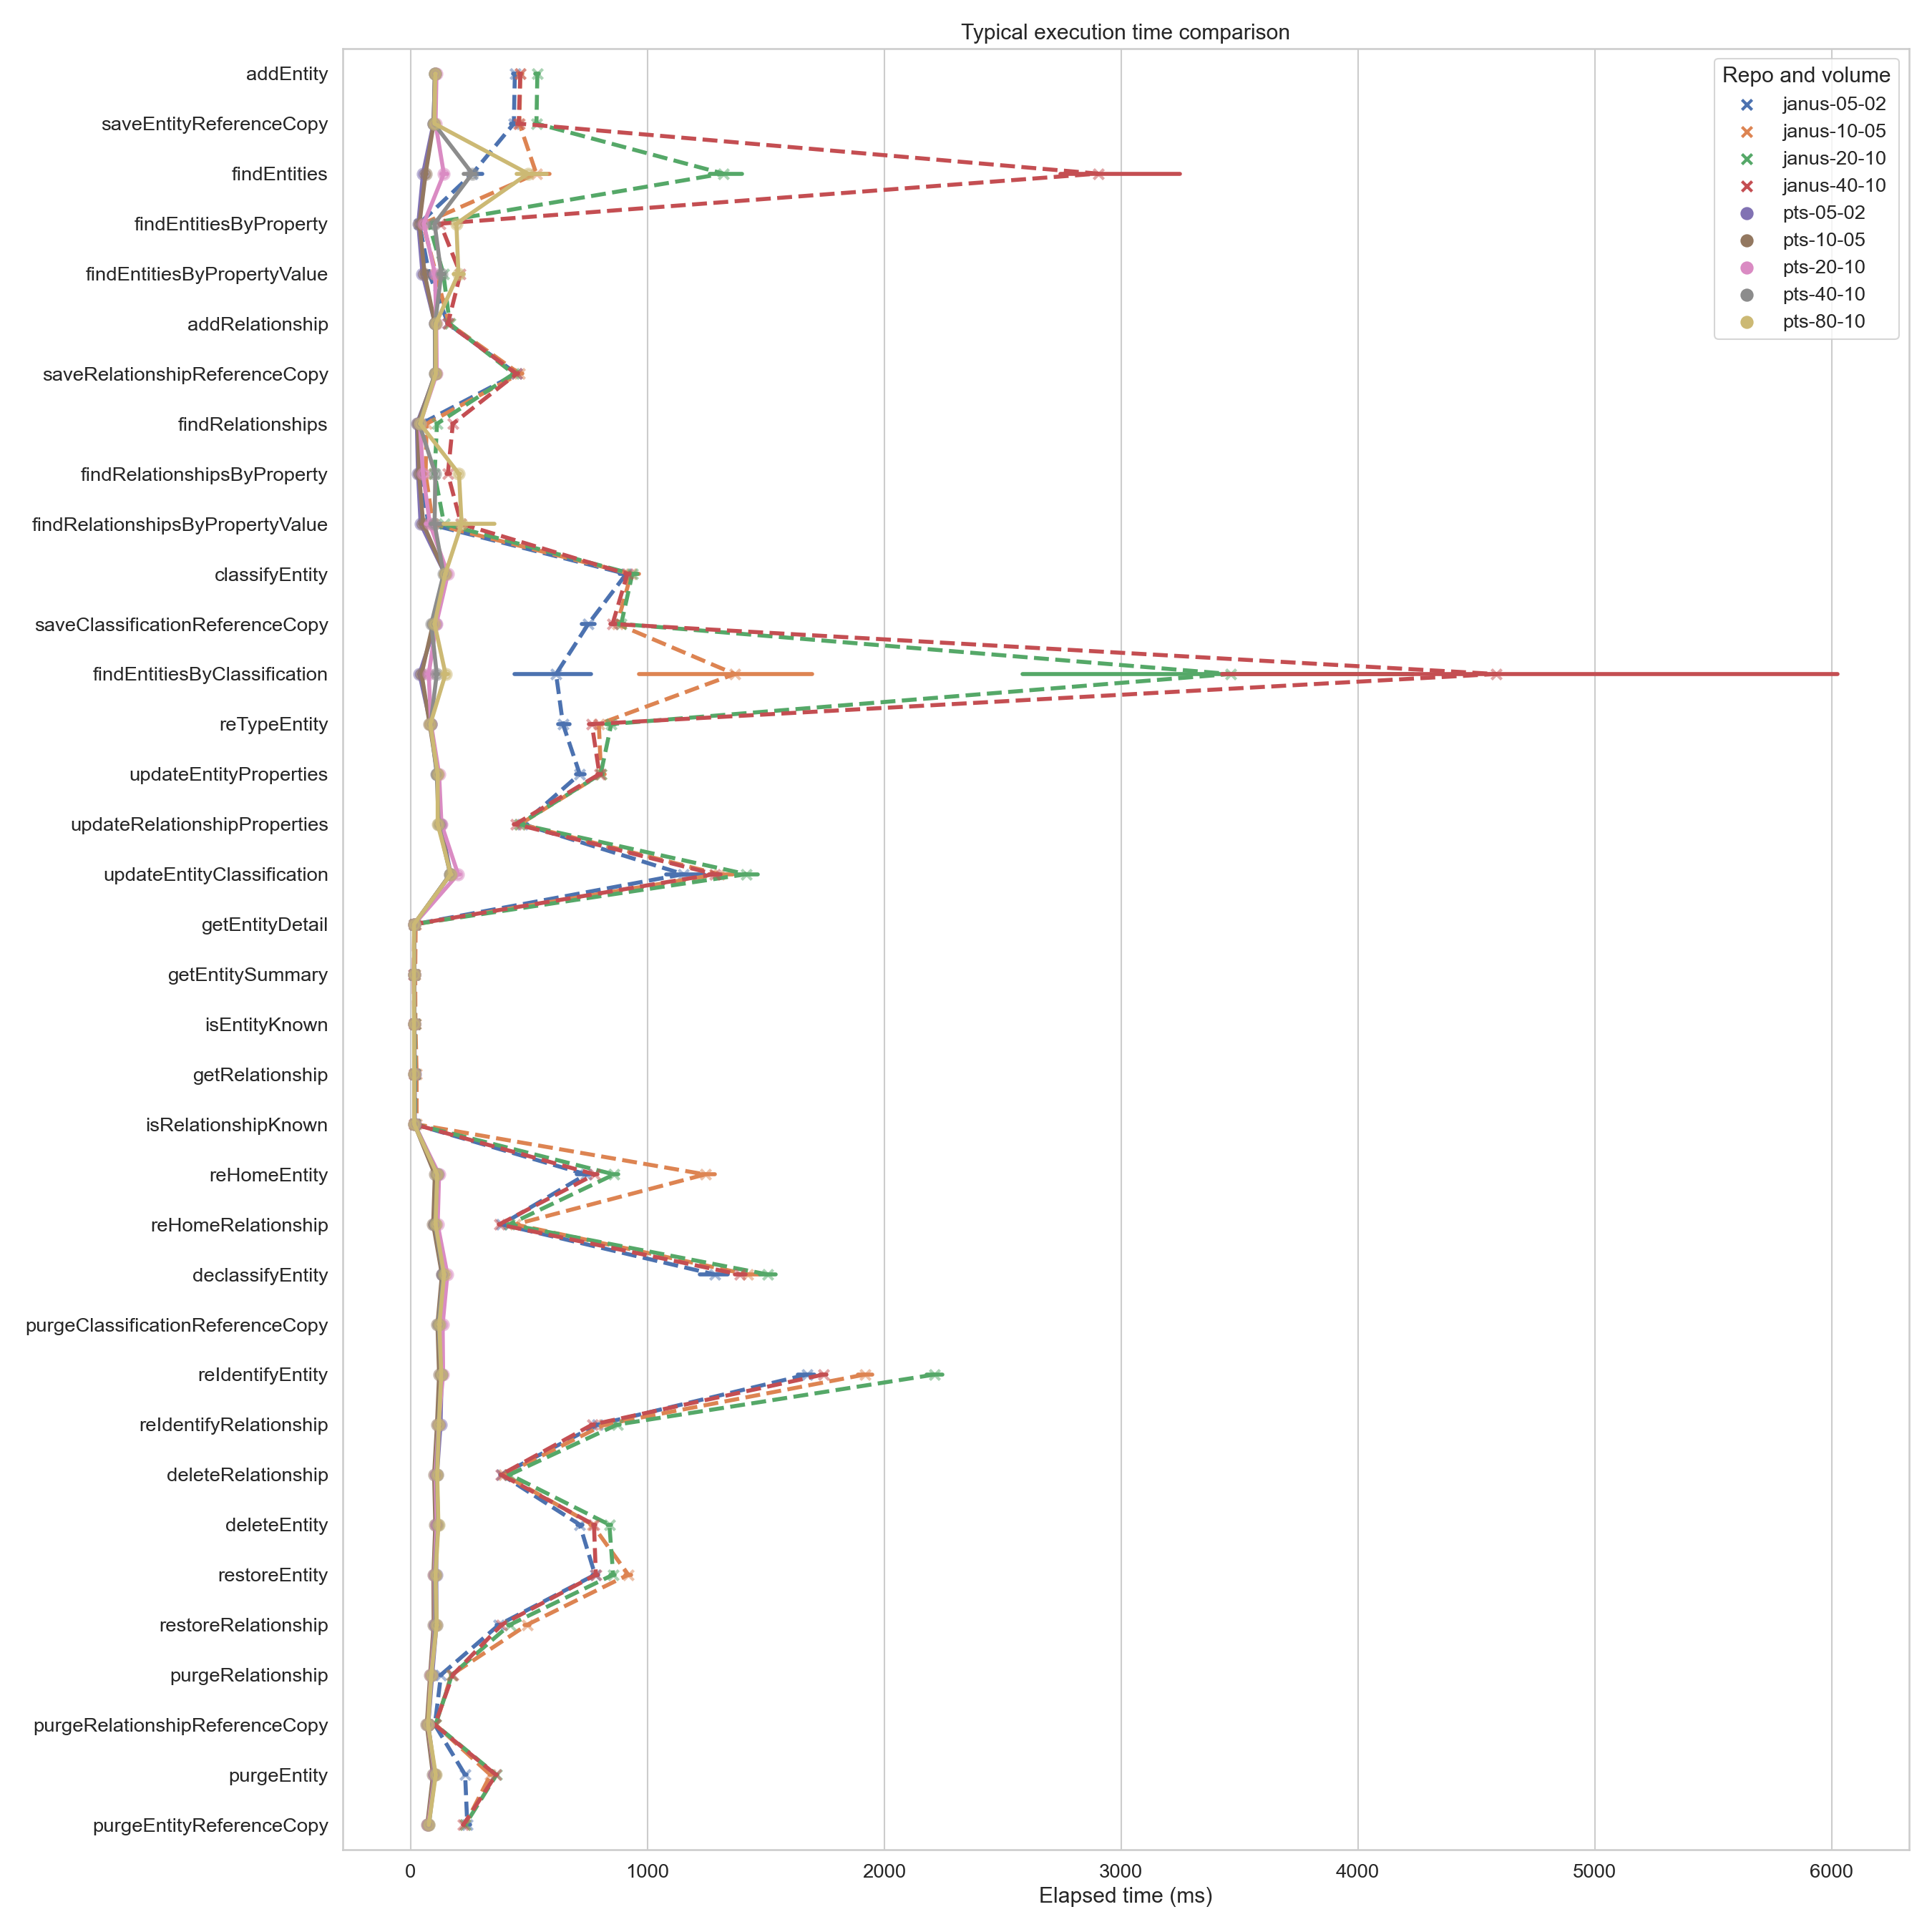 Typical execution time comparison
Repo and volume
janus-05-02
janus-10-05
janus-20-10
janus-40-10
pts-05-02
pts-10-05
pts-20-10
pts-40-10
pts-80-10
addEntity
saveEntityReferenceCopy
findEntities
findEntitiesByProperty
findEntitiesByPropertyValue
addRelationship
saveRelationshipReferenceCopy
findRelationships
findRelationshipsByProperty
findRelationshipsByPropertyValue
classifyEntity
saveClassificationReferenceCopy
findEntitiesByClassification
reTypeEntity
updateEntityProperties
updateRelationshipProperties
updateEntityClassification
getEntityDetail
getEntitySummary
isEntityKnown
getRelationship
isRelationshipKnown
reHomeEntity
reHomeRelationship
declassifyEntity
purgeClassificationReferenceCopy
reIdentifyEntity
reIdentifyRelationship
deleteRelationship
deleteEntity
restoreEntity
restoreRelationship
purgeRelationship
purgeRelationshipReferenceCopy
purgeEntity
purgeEntityReferenceCopy
0 1000 2000 3000 4000 5000 6000
Elapsed time (ms)